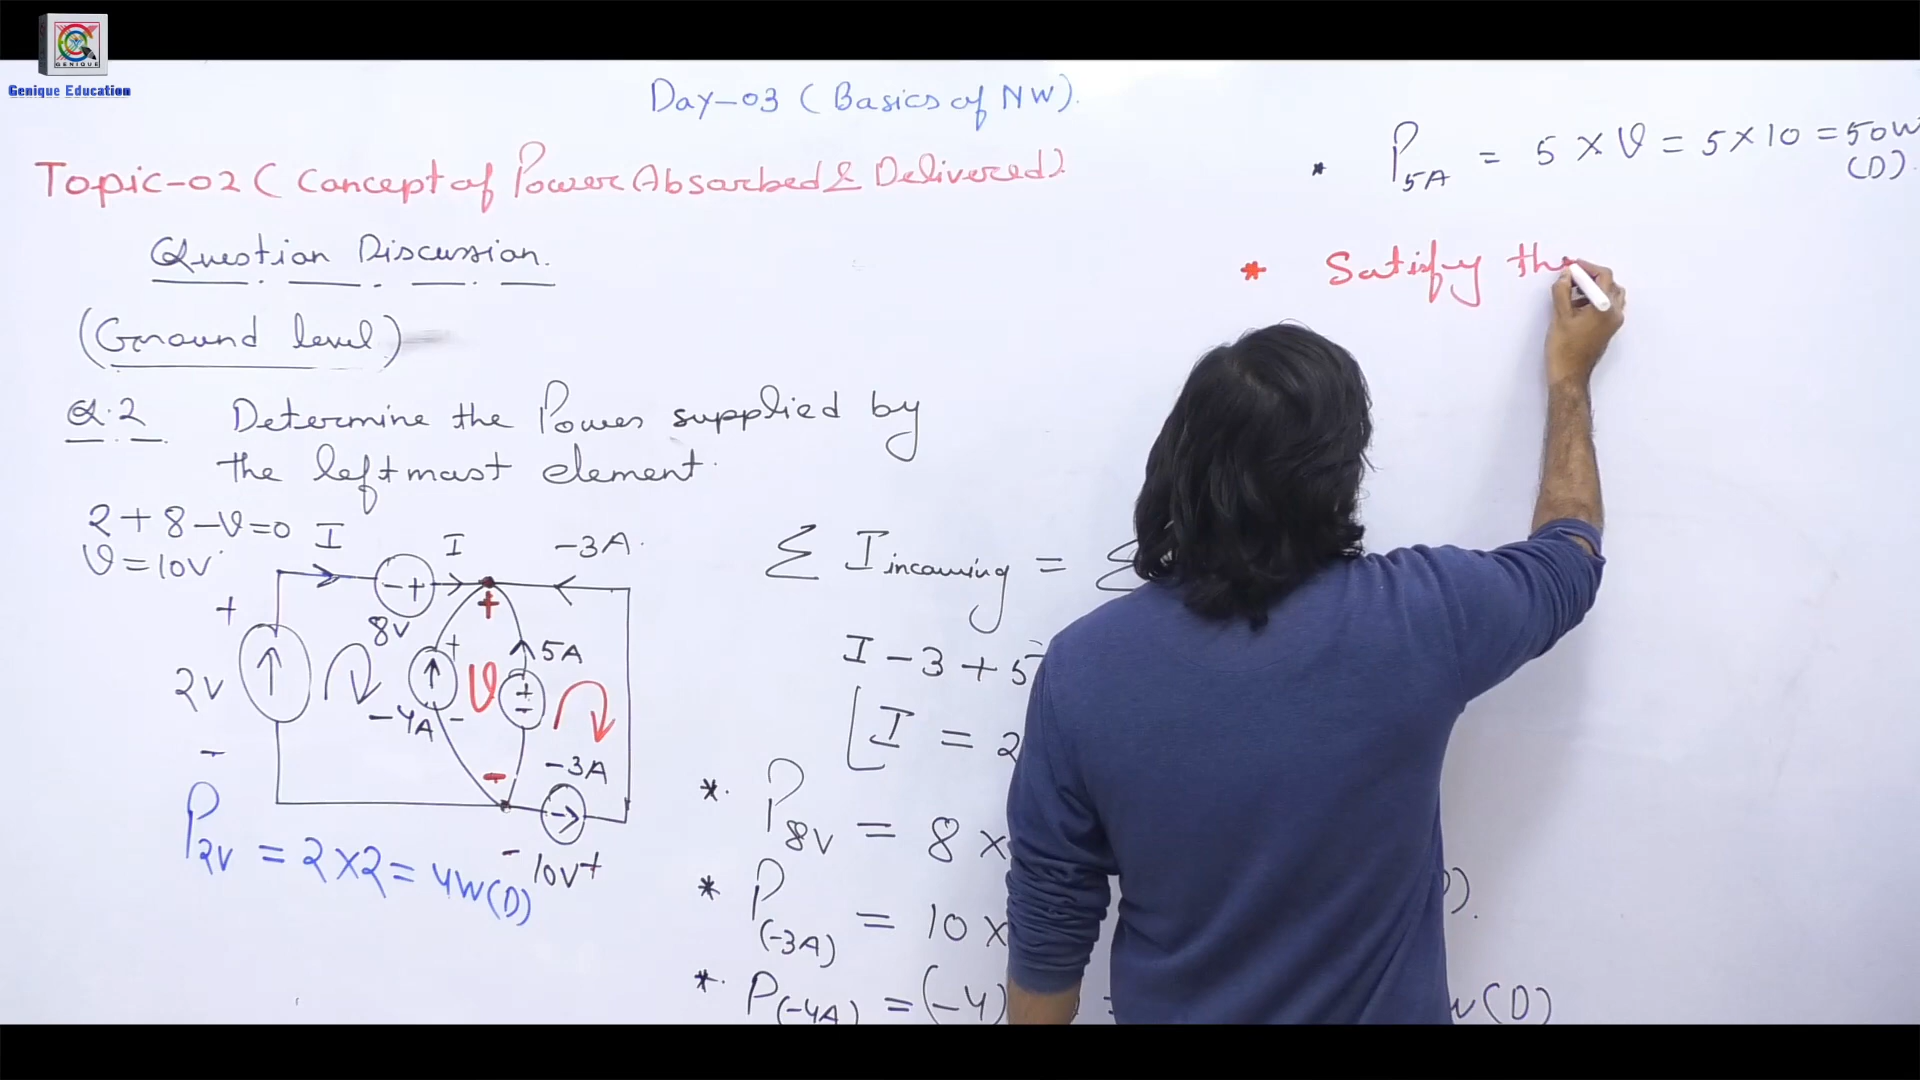 GENIQUE
Genique Education
Day-03 (Basics of NW).
Topic-02 (Concept of Power Absorbed & Delivered).
Question Discussion.
(Ground level)
Q.2 Determine the Power supplied by
the leftmost element.
2 + 8 - V = 0
V = 10V
I
I
-3A.
- +
8V
+
2V
-
+
-4A
-
+
V
-
5A
+
-
-3A
- 10V +
P2V = 2 × 2 = 4W (D)
Σ I incoming = Σ
I - 3 + 5
I = 2
* P8V = 8 ×
* P(-3A) = 10 × ).
* P(-4A) = (-4) = W (D)
* P5A = 5 × V = 5 × 10 = 50W
(D).
* Satisfy the